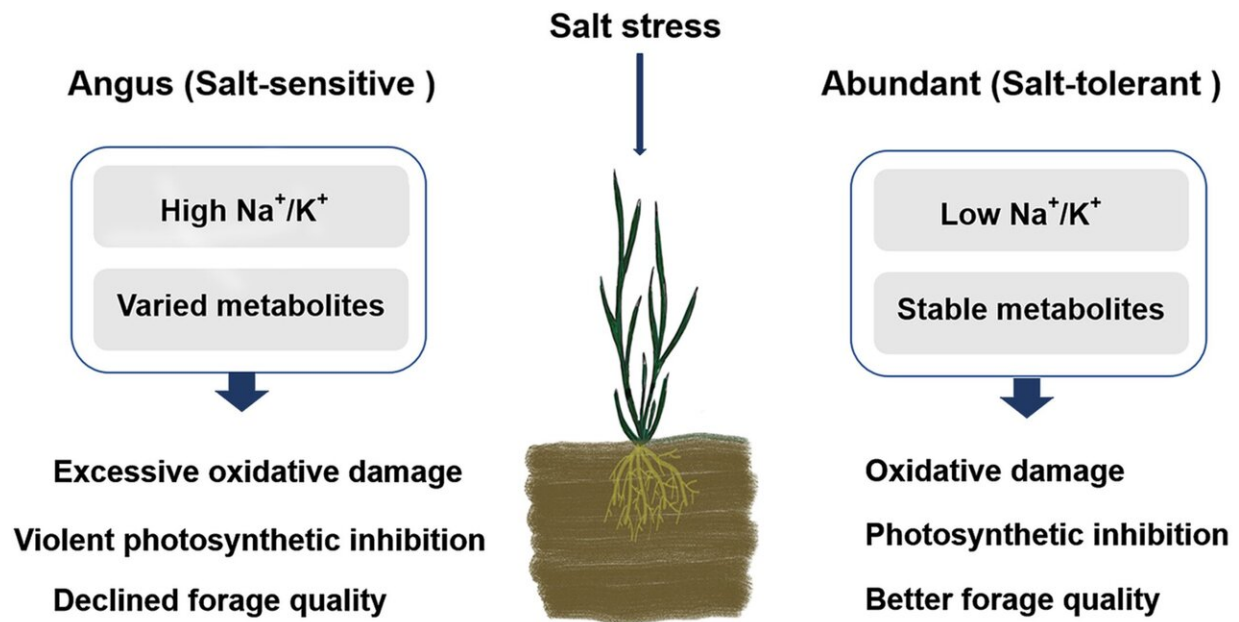 Salt stress
Angus (Salt-sensitive )
High Na⁺/K⁺
Varied metabolites
Excessive oxidative damage
Violent photosynthetic inhibition
Declined forage quality
Abundant (Salt-tolerant )
Low Na⁺/K⁺
Stable metabolites
Oxidative damage
Photosynthetic inhibition
Better forage quality